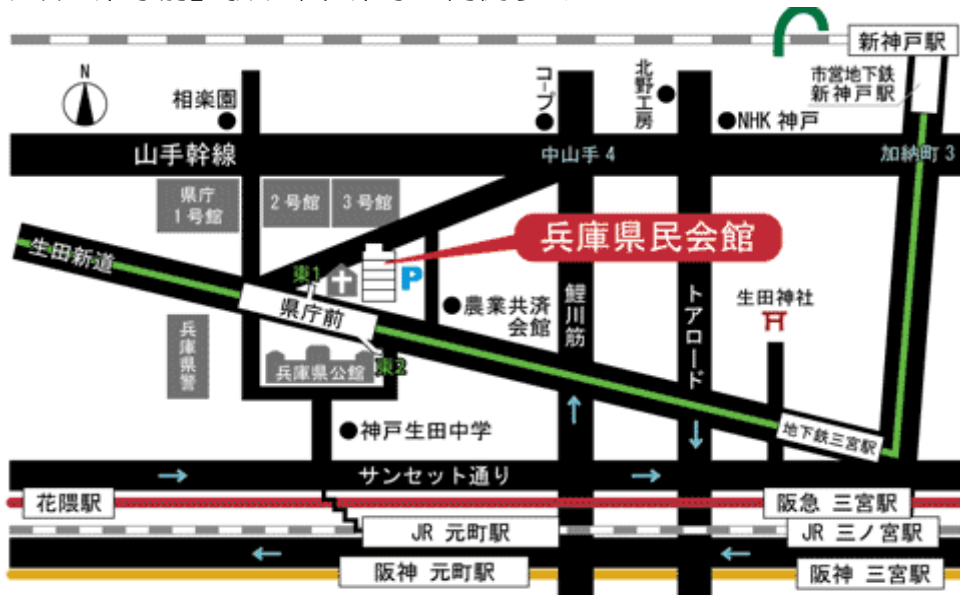 新神戸駅
市営地下鉄
新神戸駅
N
相楽園
コープ
北野工房
NHK 神戸
山手幹線
中山手 4
加納町 3
県庁
1 号館
2 号館
3 号館
兵庫県民会館
生田新道
東1
P
県庁前
農業共済
会館
鯉川筋
トアロード
生田神社
兵庫県警
兵庫県公館
東2
神戸生田中学
地下鉄三宮駅
サンセット通り
花隈駅
阪急 三宮駅
JR 元町駅
JR 三ノ宮駅
阪神 元町駅
阪神 三宮駅